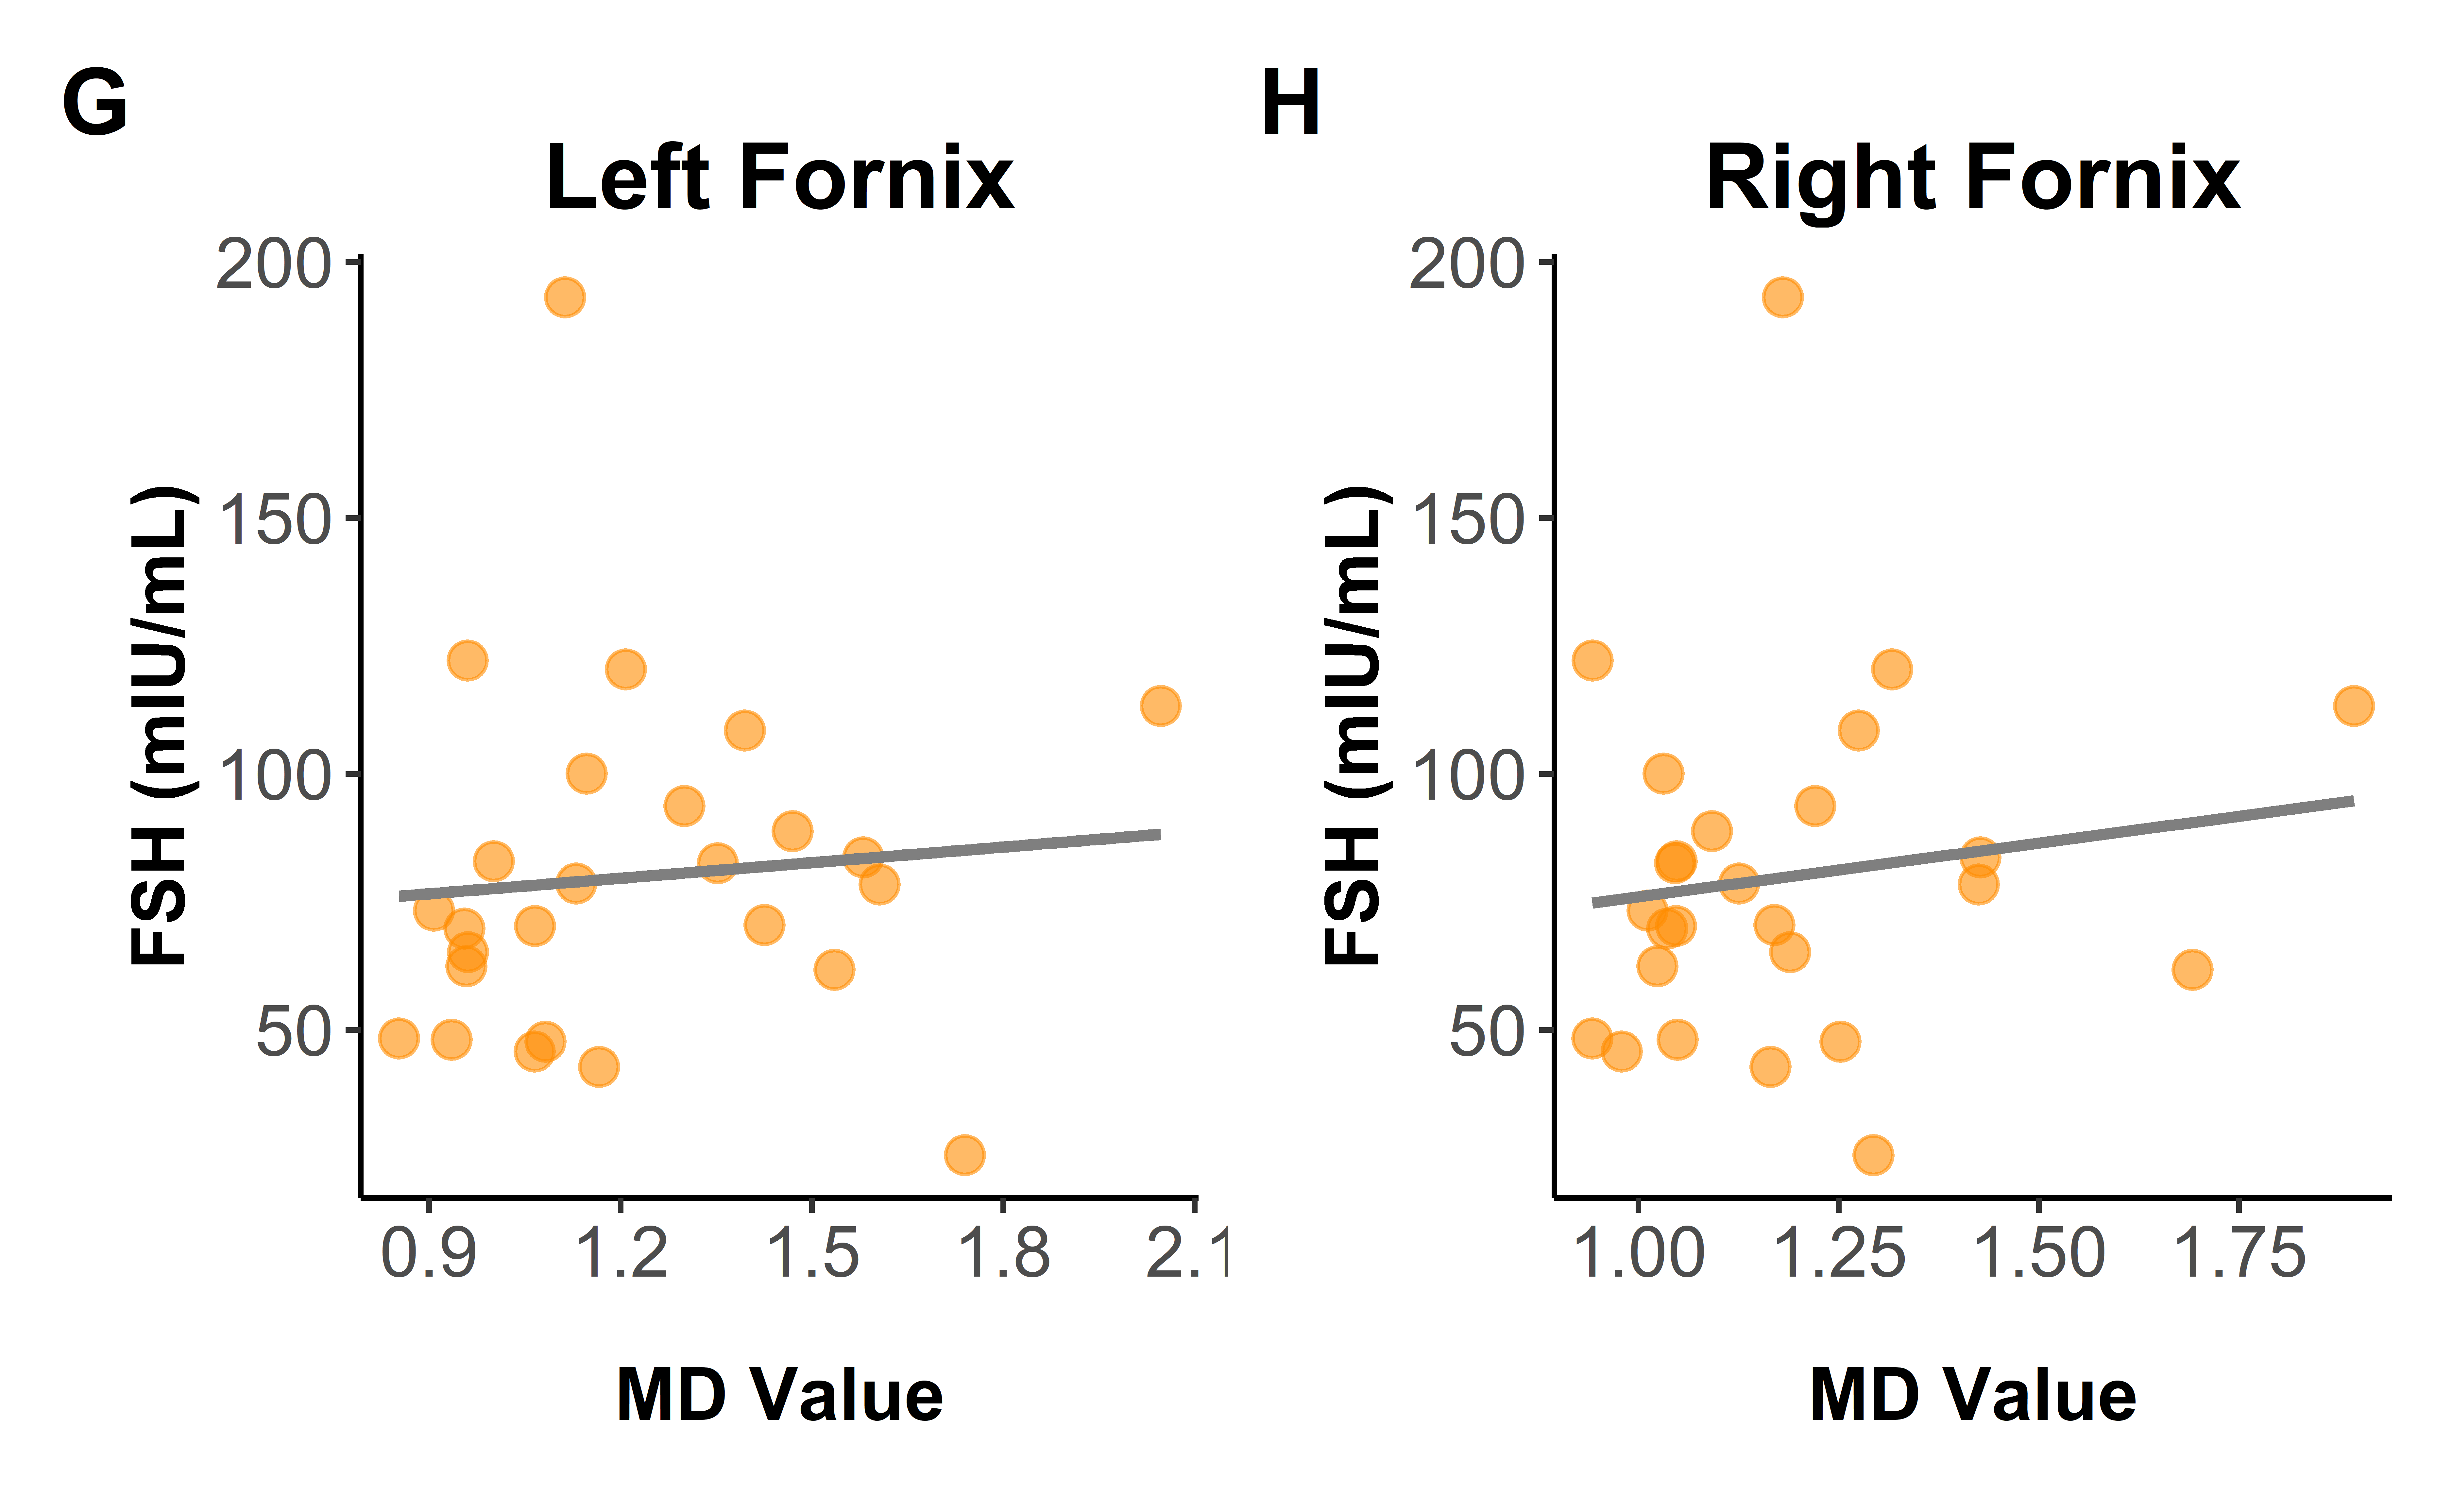 G
Left Fornix
FSH (mIU/mL)
200
150
100
50
0.9 1.2 1.5 1.8 2.1
MD Value
H
Right Fornix
FSH (mIU/mL)
200
150
100
50
1.00 1.25 1.50 1.75
MD Value